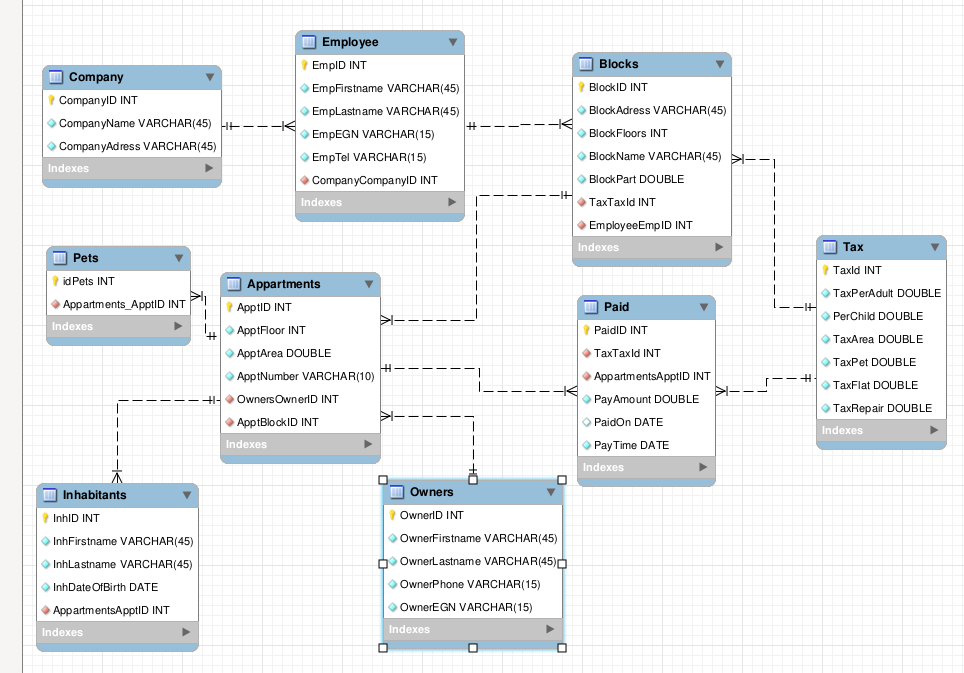 Company
CompanyID INT
CompanyName VARCHAR(45)
CompanyAdress VARCHAR(45)
Indexes
Employee
EmpID INT
EmpFirstname VARCHAR(45)
EmpLastname VARCHAR(45)
EmpEGN VARCHAR(15)
EmpTel VARCHAR(15)
CompanyCompanyID INT
Indexes
Blocks
BlockID INT
BlockAdress VARCHAR(45)
BlockFloors INT
BlockName VARCHAR(45)
BlockPart DOUBLE
TaxTaxId INT
EmployeeEmpID INT
Indexes
Pets
idPets INT
Appartments_ApptID INT
Indexes
Appartments
ApptID INT
ApptFloor INT
ApptArea DOUBLE
ApptNumber VARCHAR(10)
OwnersOwnerID INT
ApptBlockID INT
Indexes
Paid
PaidID INT
TaxTaxId INT
AppartmentsApptID INT
PayAmount DOUBLE
PaidOn DATE
PayTime DATE
Indexes
Tax
TaxId INT
TaxPerAdult DOUBLE
PerChild DOUBLE
TaxArea DOUBLE
TaxPet DOUBLE
TaxFlat DOUBLE
TaxRepair DOUBLE
Indexes
Inhabitants
InhID INT
InhFirstname VARCHAR(45)
InhLastname VARCHAR(45)
InhDateOfBirth DATE
AppartmentsApptID INT
Indexes
Owners
OwnerID INT
OwnerFirstname VARCHAR(45)
OwnerLastname VARCHAR(45)
OwnerPhone VARCHAR(15)
OwnerEGN VARCHAR(15)
Indexes